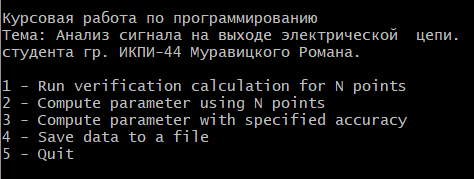 Курсовая работа по программированию
Тема: Анализ сигнала на выходе электрической  цепи.
студента гр. ИКПИ-44 Муравицкого Романа.
1 - Run verification calculation for N points
2 - Compute parameter using N points
3 - Compute parameter with specified accuracy
4 - Save data to a file
5 - Quit